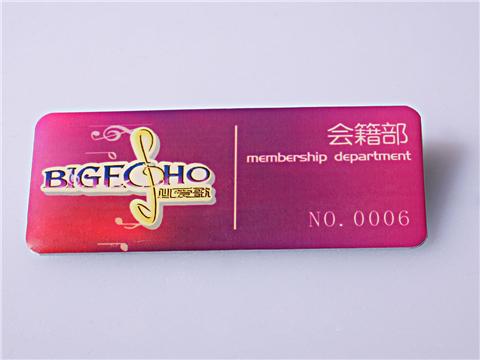 BIGECHO
会籍部
membership department
NO.0006